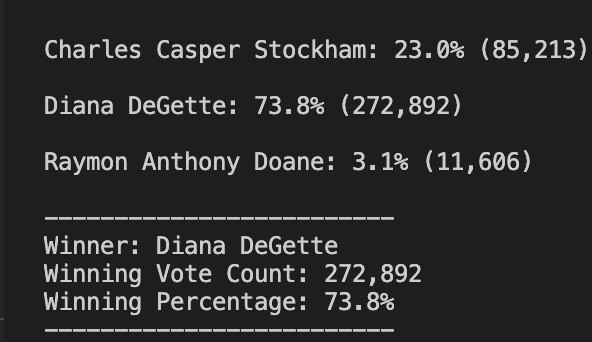 Charles Casper Stockham: 23.0% (85,213)
Diana DeGette: 73.8% (272,892)
Raymon Anthony Doane: 3.1% (11,606)
-------------------------
Winner: Diana DeGette
Winning Vote Count: 272,892
Winning Percentage: 73.8%
-------------------------